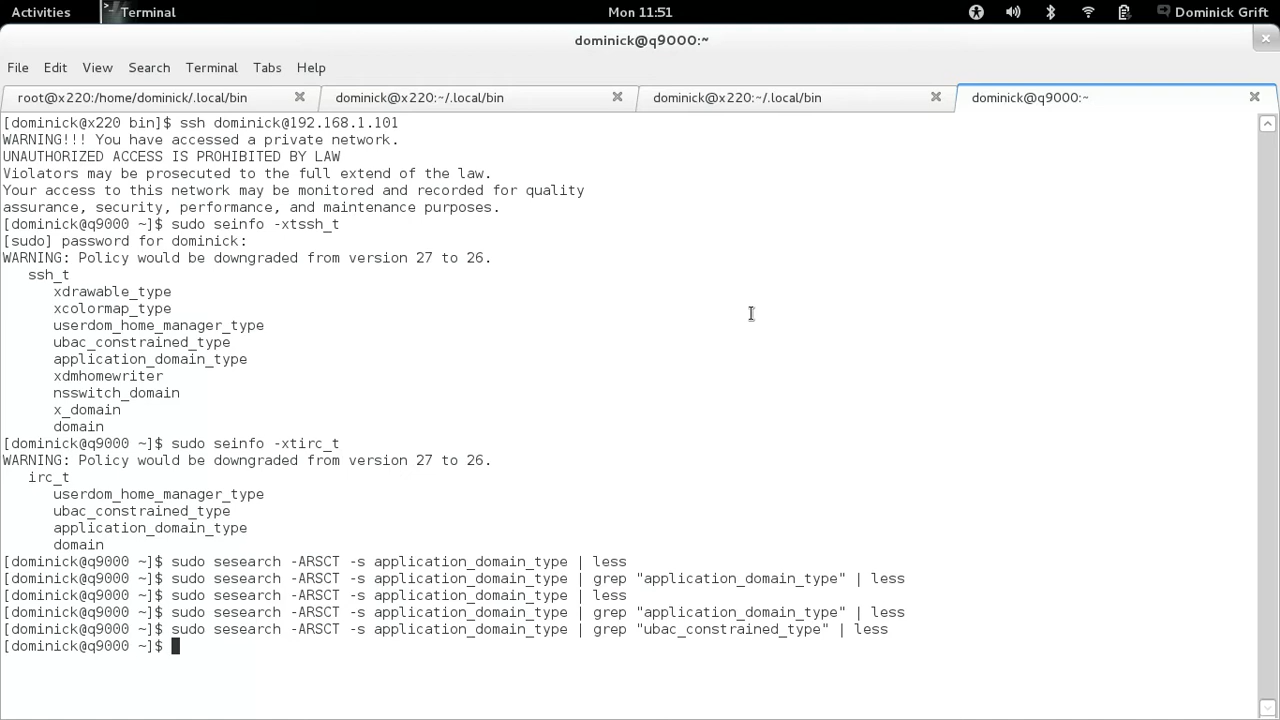 Activities
Terminal
Mon 11:51
Dominick Grift
dominick@q9000:~
File Edit View Search Terminal Tabs Help
root@x220:/home/dominick/.local/bin
dominick@x220:~/.local/bin
dominick@x220:~/.local/bin
dominick@q9000:~
[dominick@x220 bin]$ ssh dominick@192.168.1.101
WARNING!!! You have accessed a private network.
UNAUTHORIZED ACCESS IS PROHIBITED BY LAW
Violators may be prosecuted to the full extend of the law.
Your access to this network may be monitored and recorded for quality
assurance, security, performance, and maintenance purposes.
[dominick@q9000 ~]$ sudo seinfo -xtssh_t
[sudo] password for dominick:
WARNING: Policy would be downgraded from version 27 to 26.
ssh_t
xdrawable_type
xcolormap_type
userdom_home_manager_type
ubac_constrained_type
application_domain_type
xdmhomewriter
nsswitch_domain
x_domain
domain
[dominick@q9000 ~]$ sudo seinfo -xtirc_t
WARNING: Policy would be downgraded from version 27 to 26.
irc_t
userdom_home_manager_type
ubac_constrained_type
application_domain_type
domain
[dominick@q9000 ~]$ sudo sesearch -ARSCT -s application_domain_type | less
[dominick@q9000 ~]$ sudo sesearch -ARSCT -s application_domain_type | grep "application_domain_type" | less
[dominick@q9000 ~]$ sudo sesearch -ARSCT -s application_domain_type | less
[dominick@q9000 ~]$ sudo sesearch -ARSCT -s application_domain_type | grep "application_domain_type" | less
[dominick@q9000 ~]$ sudo sesearch -ARSCT -s application_domain_type | grep "ubac_constrained_type" | less
[dominick@q9000 ~]$